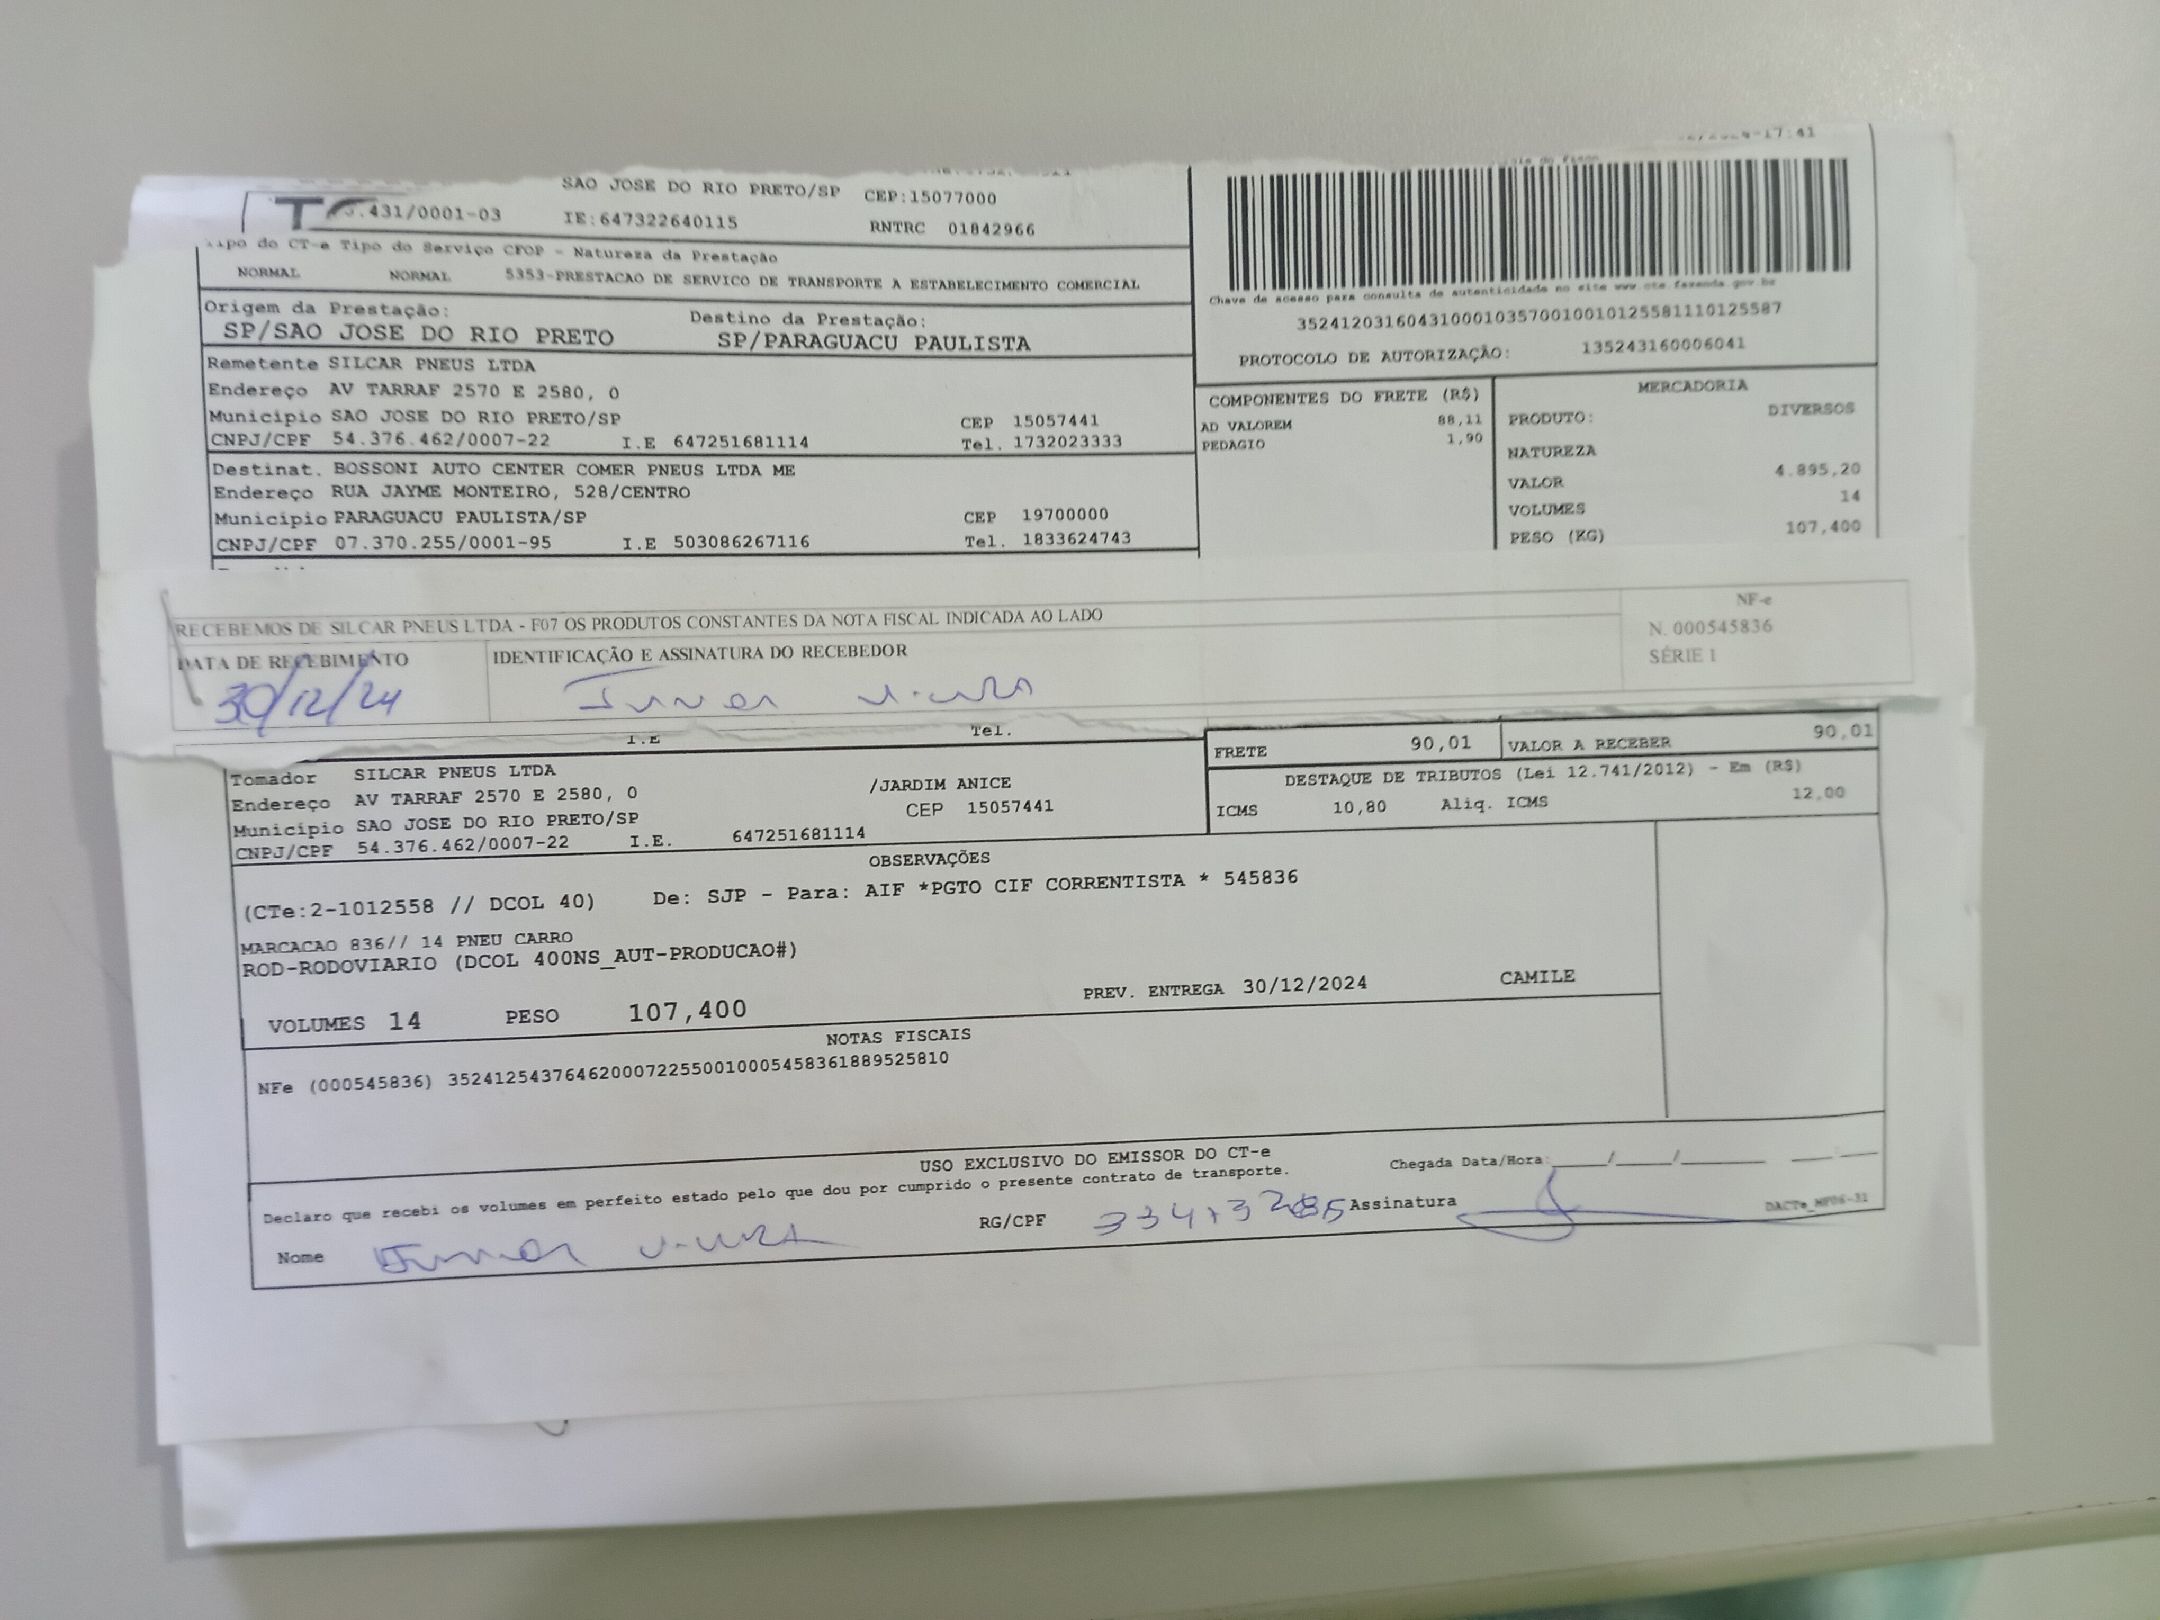 -17:41
SAO JOSE DO RIO PRETO/SP CEP:15077000
.431/0001-03 IE:647322640115 RNTRC 01842966
Tipo do CT-e Tipo do Serviço CFOP - Natureza da Prestação
NORMAL NORMAL 5353-PRESTACAO DE SERVICO DE TRANSPORTE A ESTABELECIMENTO COMERCIAL
Chave de acesso para consulta de autenticidade no site www.cte.fazenda.gov.br
35241203160431000103570010010125581110125587
PROTOCOLO DE AUTORIZAÇÃO: 135243160006041
Origem da Prestação: Destino da Prestação:
SP/SAO JOSE DO RIO PRETO SP/PARAGUACU PAULISTA
Remetente SILCAR PNEUS LTDA
Endereço AV TARRAF 2570 E 2580, 0
Município SAO JOSE DO RIO PRETO/SP CEP 15057441
CNPJ/CPF 54.376.462/0007-22 I.E 647251681114 Tel. 1732023333
Destinat. BOSSONI AUTO CENTER COMER PNEUS LTDA ME
Endereço RUA JAYME MONTEIRO, 528/CENTRO
Município PARAGUACU PAULISTA/SP CEP 19700000
CNPJ/CPF 07.370.255/0001-95 I.E 503086267116 Tel. 1833624743
COMPONENTES DO FRETE (R$)
AD VALOREM 88,11
PEDAGIO 1,90
MERCADORIA
PRODUTO: DIVERSOS
NATUREZA
VALOR 4.895,20
VOLUMES 14
PESO (KG) 107,400
RECEBEMOS DE SILCAR PNEUS LTDA - F07 OS PRODUTOS CONSTANTES DA NOTA FISCAL INDICADA AO LADO
NF-e
N. 000545836
SÉRIE 1
DATA DE RECEBIMENTO IDENTIFICAÇÃO E ASSINATURA DO RECEBEDOR
30/12/24
I.E Tel.
Tomador SILCAR PNEUS LTDA
Endereço AV TARRAF 2570 E 2580, 0 /JARDIM ANICE
Município SAO JOSE DO RIO PRETO/SP CEP 15057441
CNPJ/CPF 54.376.462/0007-22 I.E. 647251681114
FRETE 90,01 VALOR A RECEBER 90,01
DESTAQUE DE TRIBUTOS (Lei 12.741/2012) - Em (R$)
ICMS 10,80 Aliq. ICMS 12,00
OBSERVAÇÕES
(CTe:2-1012558 // DCOL 40) De: SJP - Para: AIF *PGTO CIF CORRENTISTA * 545836
MARCACAO 836// 14 PNEU CARRO
ROD-RODOVIARIO (DCOL 400NS_AUT-PRODUCAO#)
PREV. ENTREGA 30/12/2024 CAMILE
VOLUMES 14 PESO 107,400
NOTAS FISCAIS
NFe (000545836) 35241254376462000722550010005458361889525810
USO EXCLUSIVO DO EMISSOR DO CT-e
Declaro que recebi os volumes em perfeito estado pelo que dou por cumprido o presente contrato de transporte. Chegada Data/Hora: ____/____/______ ___:___
Nome RG/CPF Assinatura
DACTe_MF06-31